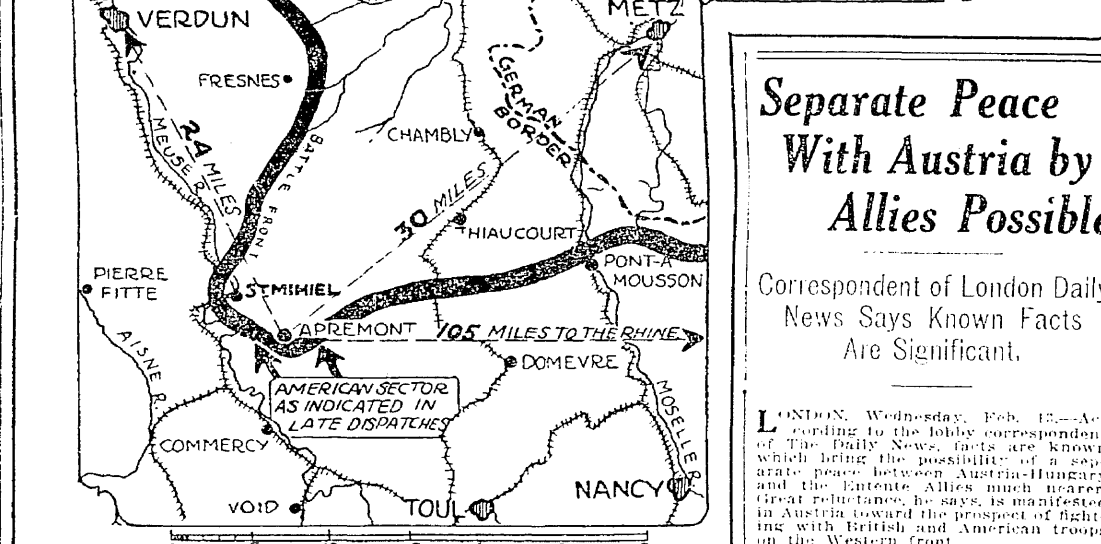 VERDUN
METZ
FRESNES
GERMAN
BORDER
CHAMBLY
24 MILES
MEUSE R.
BATTLE FRONT
30 MILES
HIAUCOURT
PONT-A
MOUSSON
PIERRE
FITTE
ST MIHIEL
APREMONT
105 MILES TO THE RHINE
AISNE R.
DOMEVRE
AMERICAN SECTOR
AS INDICATED IN
LATE DISPATCHES
MOSELLE R.
COMMERCY
NANCY
VOID
TOUL
Separate Peace
With Austria by
Allies Possible
Correspondent of London Daily
News Says Known Facts
Are Significant.
LONDON, Wednesday, Feb. 13.—Ac-
cording to the lobby correspondent
of The Daily News, facts are known
which bring the possibility of a sep-
arate peace between Austria-Hungary
and the Entente Allies much nearer.
Great reluctance, he says, is manifested
in Austria toward the prospect of fight-
ing with British and American troops
on the Western front.